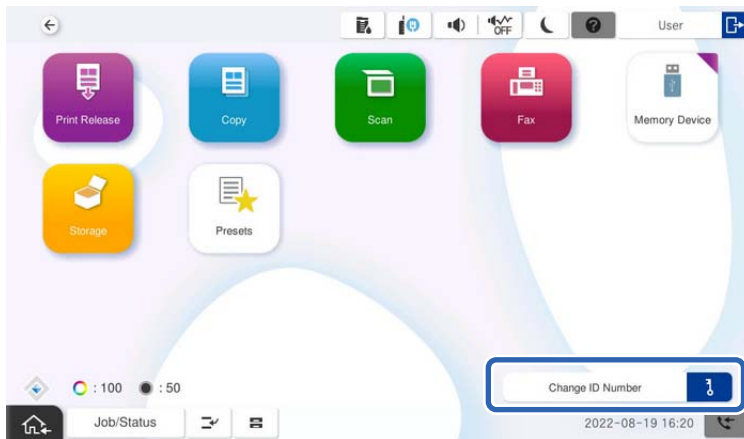 OFF
User
Print Release
Copy
Scan
Fax
Memory Device
Storage
Presets
: 100
: 50
Change ID Number
Job/Status
2022-08-19 16:20